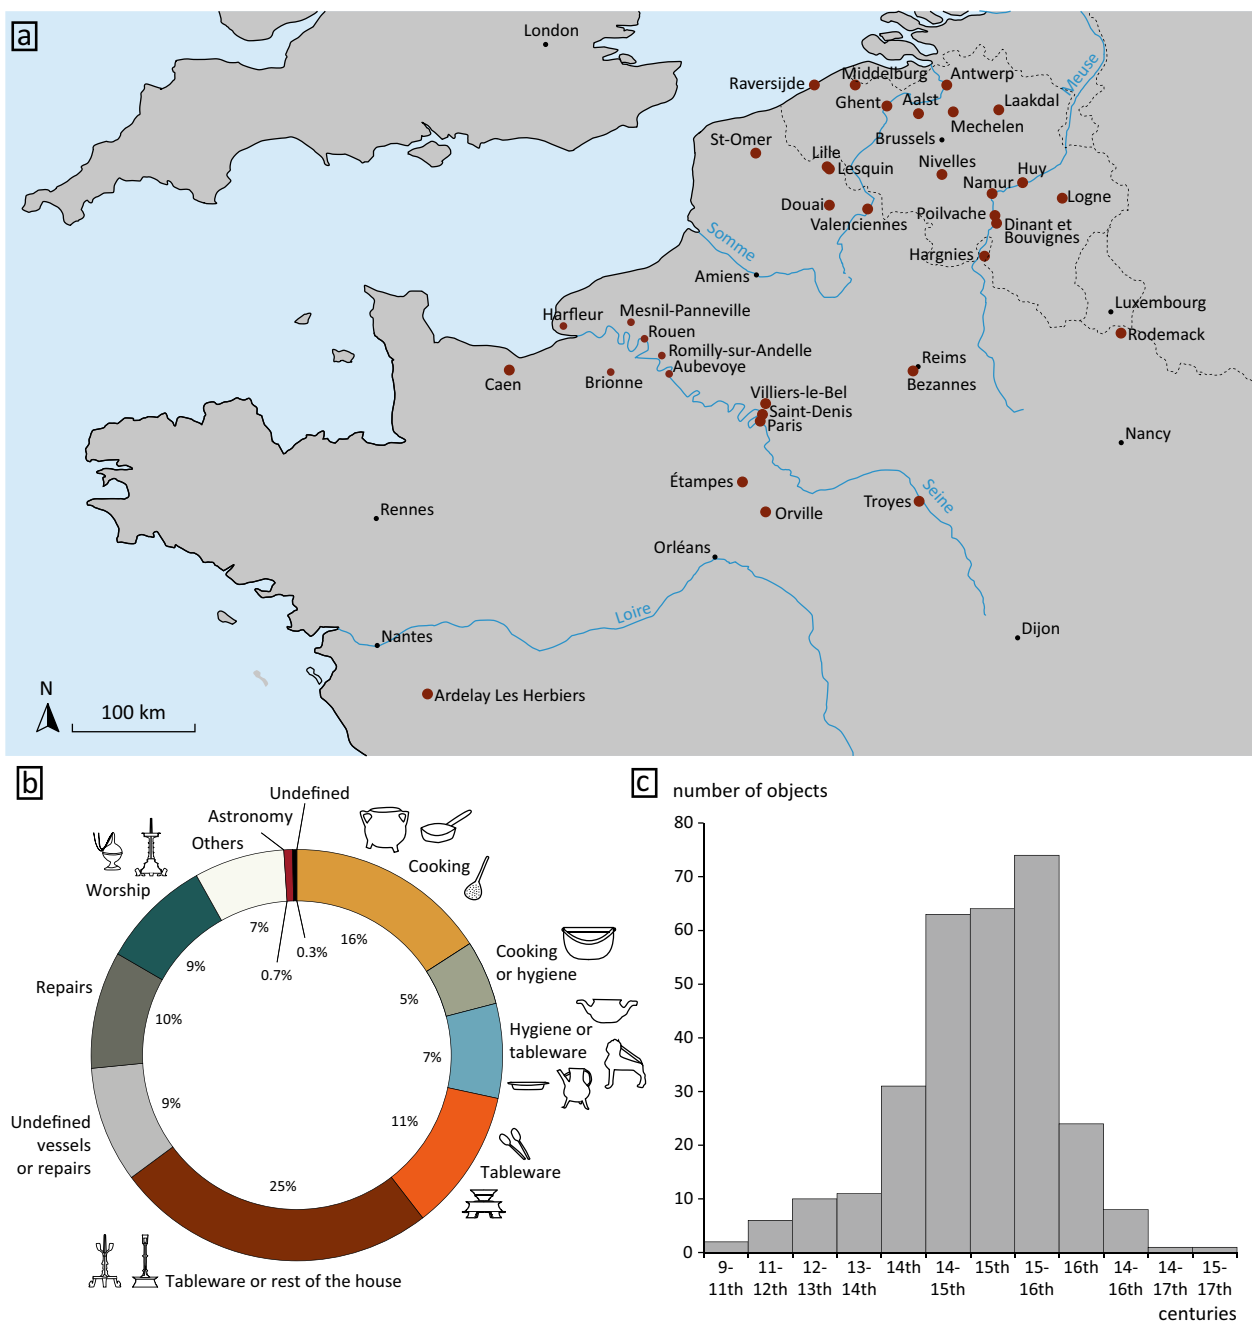 a
London
Raversijde
Middelburg
Antwerp
Meuse
Ghent
Aalst
Laakdal
Mechelen
St-Omer
Brussels
Lille
Lesquin
Nivelles
Huy
Namur
Logne
Douai
Valenciennes
Poilvache
Dinant et
Bouvignes
Somme
Hargnies
Amiens
Luxembourg
Harfleur
Mesnil-Panneville
Rouen
Rodemack
Romilly-sur-Andelle
Aubevoye
Reims
Bezannes
Caen
Brionne
Villiers-le-Bel
Saint-Denis
Paris
Nancy
Étampes
Seine
Troyes
Rennes
Orville
Orléans
Loire
Nantes
Dijon
N
100 km
Ardelay Les Herbiers
b
Undefined
Astronomy
Others
Cooking
Worship
7%
0.3%
16%
0.7%
9%
Cooking
or hygiene
5%
Repairs
10%
Hygiene or
tableware
7%
9%
11%
Undefined
vessels
or repairs
Tableware
25%
Tableware or rest of the house
c
number of objects
80
70
60
50
40
30
20
10
0
9-
11th
11-
12th
12-
13th
13-
14th
14th
14-
15th
15th
15-
16th
16th
14-
16th
14-
17th
15-
17th
centuries